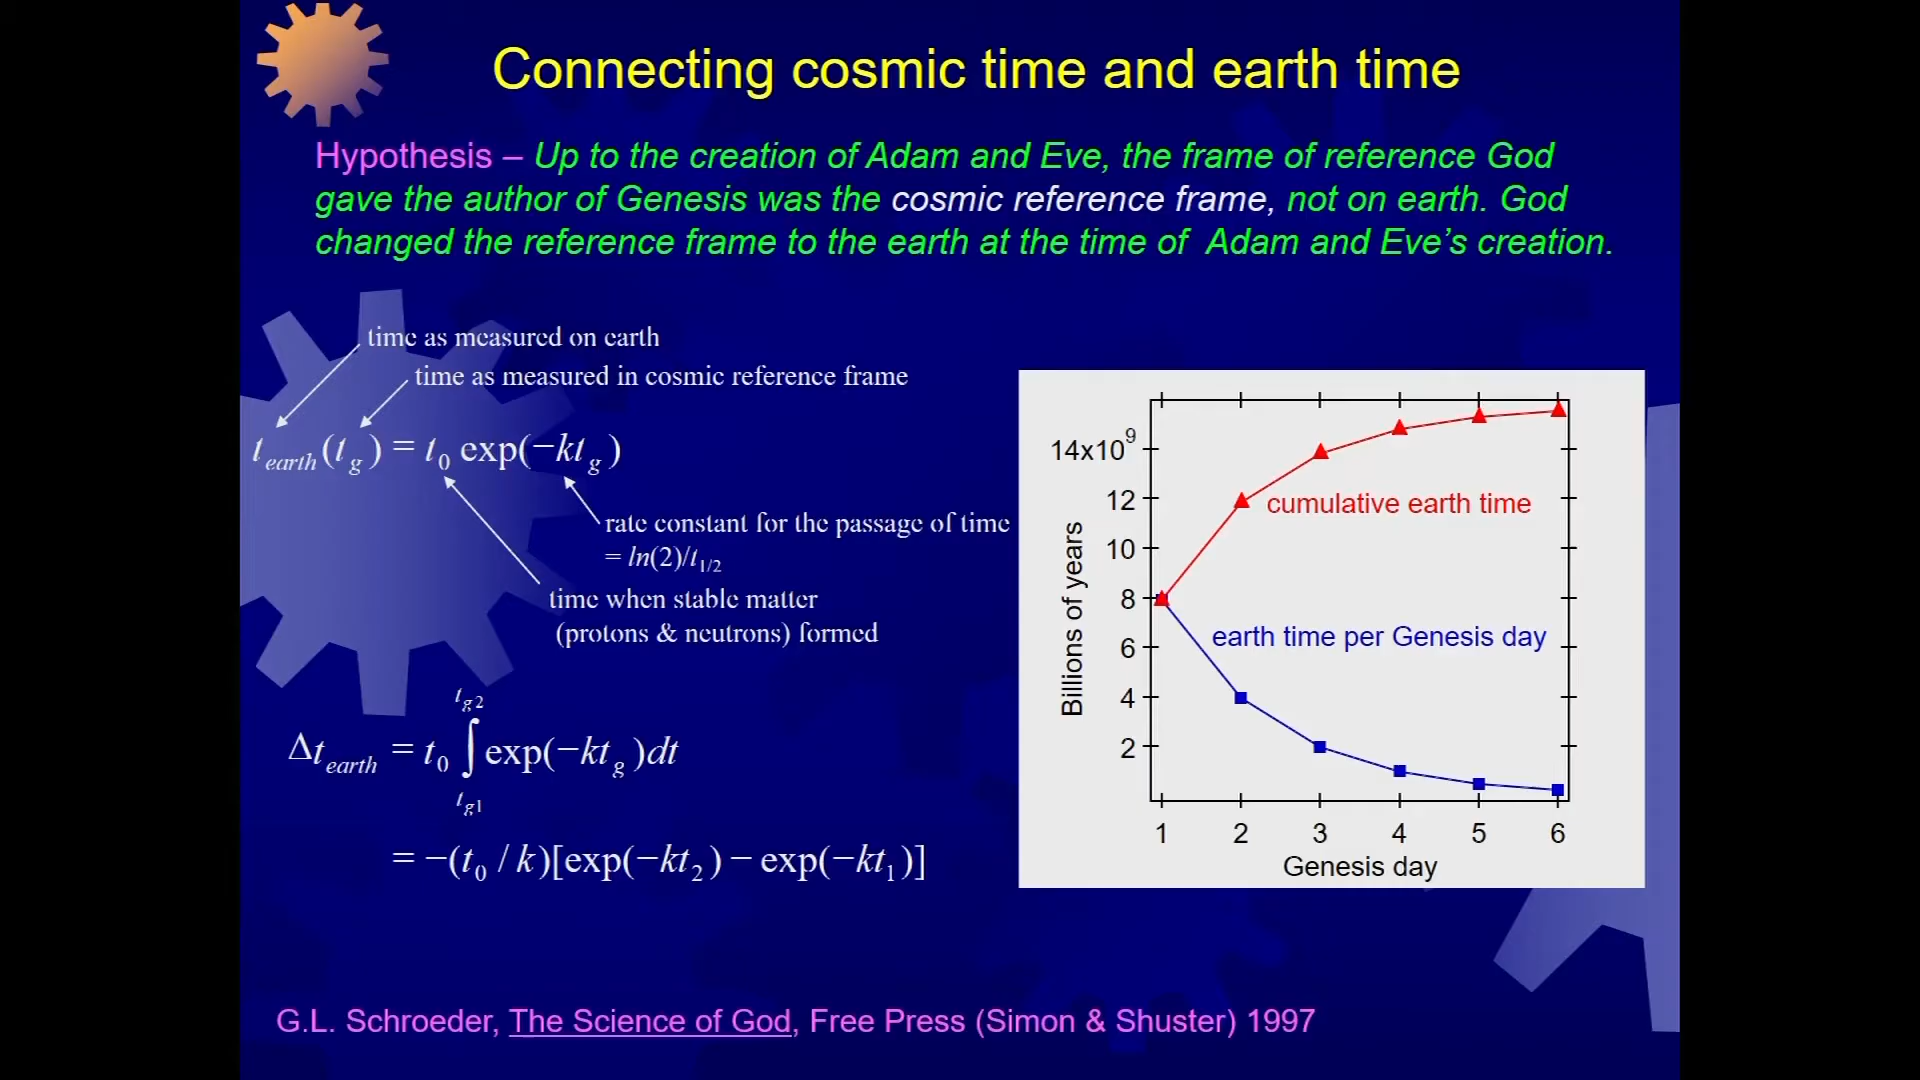 Connecting cosmic time and earth time
Hypothesis – Up to the creation of Adam and Eve, the frame of reference God
gave the author of Genesis was the cosmic reference frame, not on earth. God
changed the reference frame to the earth at the time of Adam and Eve's creation.
time as measured on earth
time as measured in cosmic reference frame
t_earth(t_g) = t_0 exp(−kt_g)
rate constant for the passage of time
= ln(2)/t_1/2
time when stable matter
(protons & neutrons) formed
t_g2
Δt_earth = t_0 ∫ exp(−kt_g)dt
t_g1
= −(t_0 / k)[exp(−kt_2) − exp(−kt_1)]
14x10^9
12
10
8
6
4
2
Billions of years
cumulative earth time
earth time per Genesis day
1 2 3 4 5 6
Genesis day
G.L. Schroeder, The Science of God, Free Press (Simon & Shuster) 1997